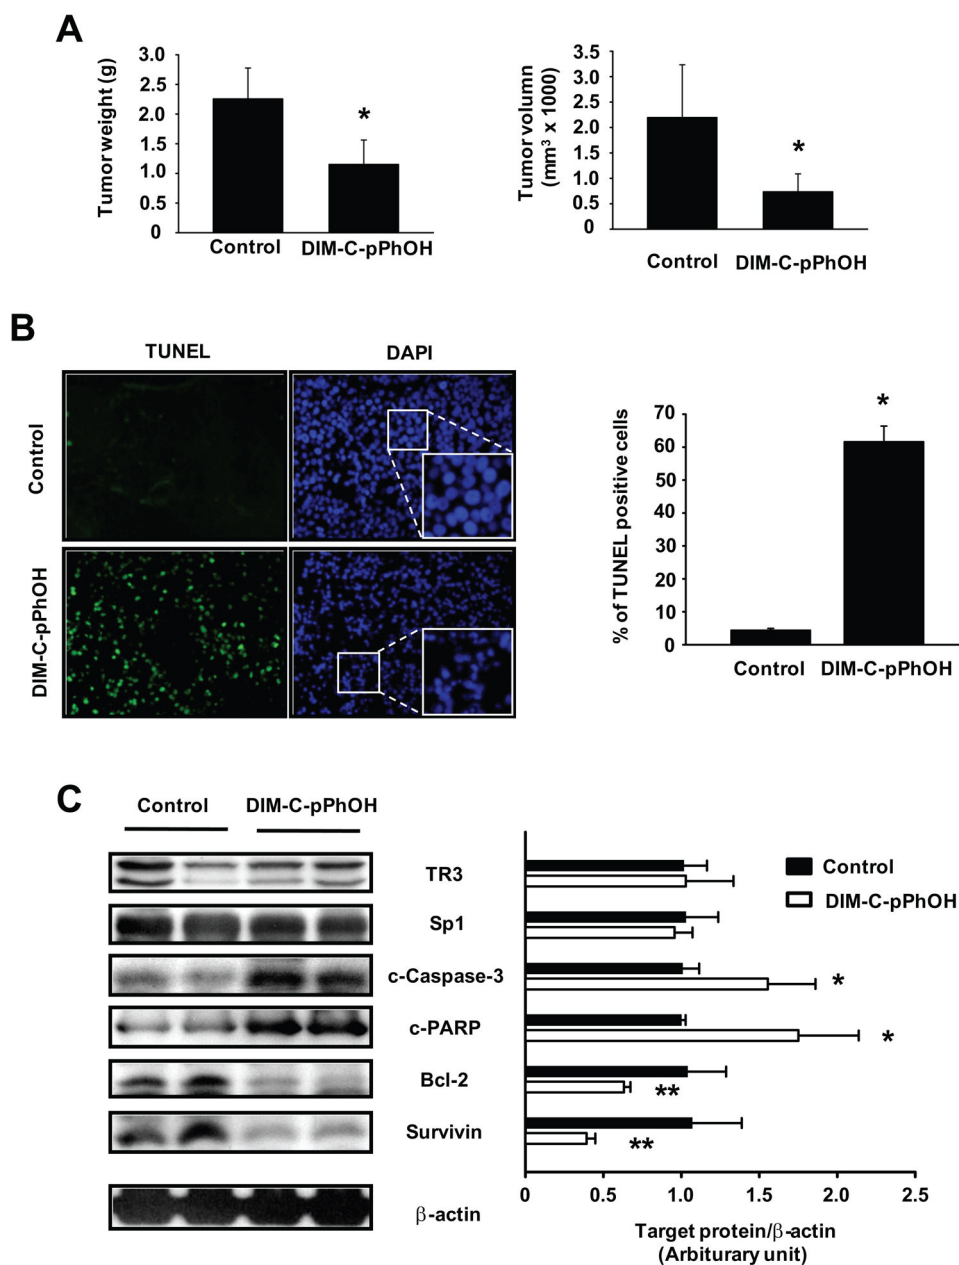 A
Tumor weight (g)
3.0
2.5
2.0
1.5
1.0
0.5
0
*
Control
DIM-C-pPhOH
Tumor volumn
(mm³ x 1000)
3.5
3.0
2.5
2.0
1.5
1.0
0.5
0
*
Control
DIM-C-pPhOH
B
TUNEL
DAPI
Control
DIM-C-pPhOH
% of TUNEL positive cells
70
60
50
40
30
20
10
0
*
Control
DIM-C-pPhOH
C
Control
DIM-C-pPhOH
TR3
Sp1
c-Caspase-3
c-PARP
Bcl-2
Survivin
β-actin
Control
DIM-C-pPhOH
*
*
**
**
0
0.5
1.0
1.5
2.0
2.5
Target protein/β-actin
(Arbiturary unit)